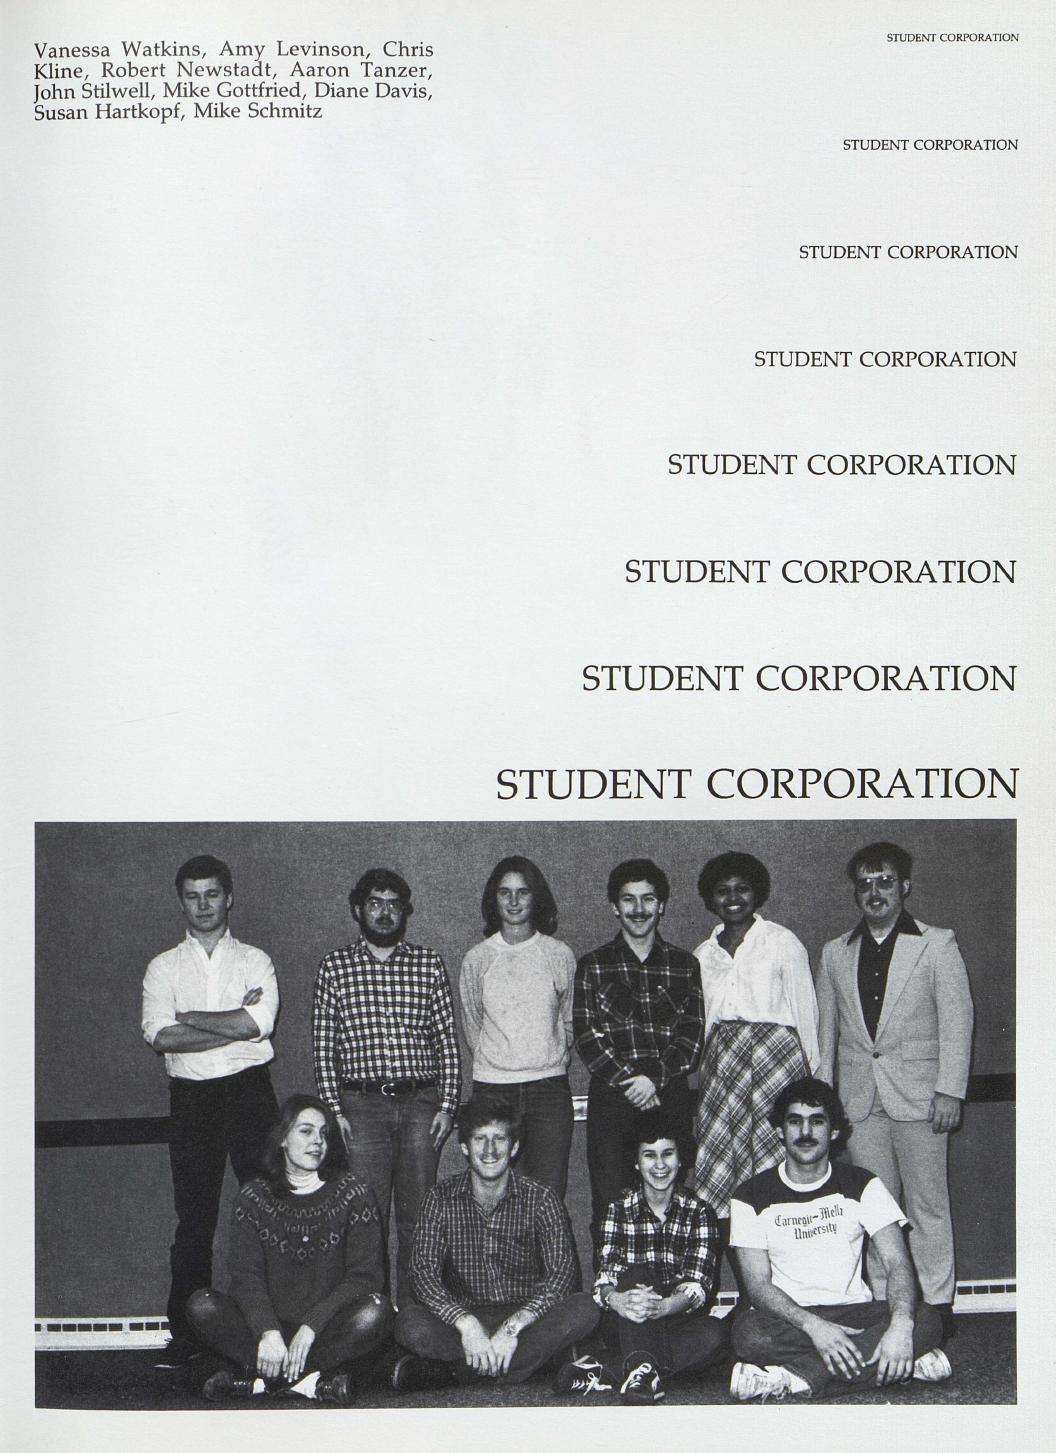 Vanessa Watkins, Amy Levinson, Chris
Kline, Robert Newstadt, Aaron Tanzer,
John Stilwell, Mike Gottfried, Diane Davis,
Susan Hartkopf, Mike Schmitz
STUDENT CORPORATION
STUDENT CORPORATION
STUDENT CORPORATION
STUDENT CORPORATION
STUDENT CORPORATION
STUDENT CORPORATION
STUDENT CORPORATION
STUDENT CORPORATION
Carnegie-Mello
University